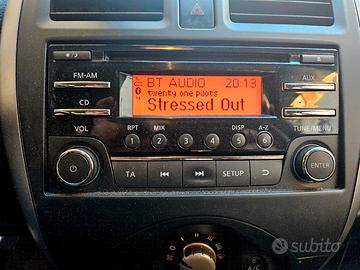 BT AUDIO 20:13
twenty one pilots
Stressed Out
FM-AM
AUX
CD
VOL
RPT MIX DISP A-Z
TUNE/MENU
1 2 3 4 5 6
ENTER
TA SETUP
A/C
subito